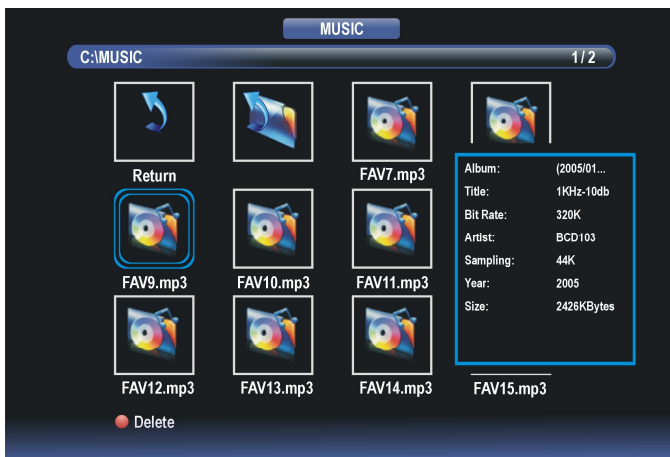 MUSIC
C:\MUSIC 1/2
Return FAV7.mp3
Album: (2005/01...
Title: 1KHz-10db
Bit Rate: 320K
Artist: BCD103
Sampling: 44K
Year: 2005
Size: 2426KBytes
FAV9.mp3 FAV10.mp3 FAV11.mp3
FAV12.mp3 FAV13.mp3 FAV14.mp3 FAV15.mp3
Delete